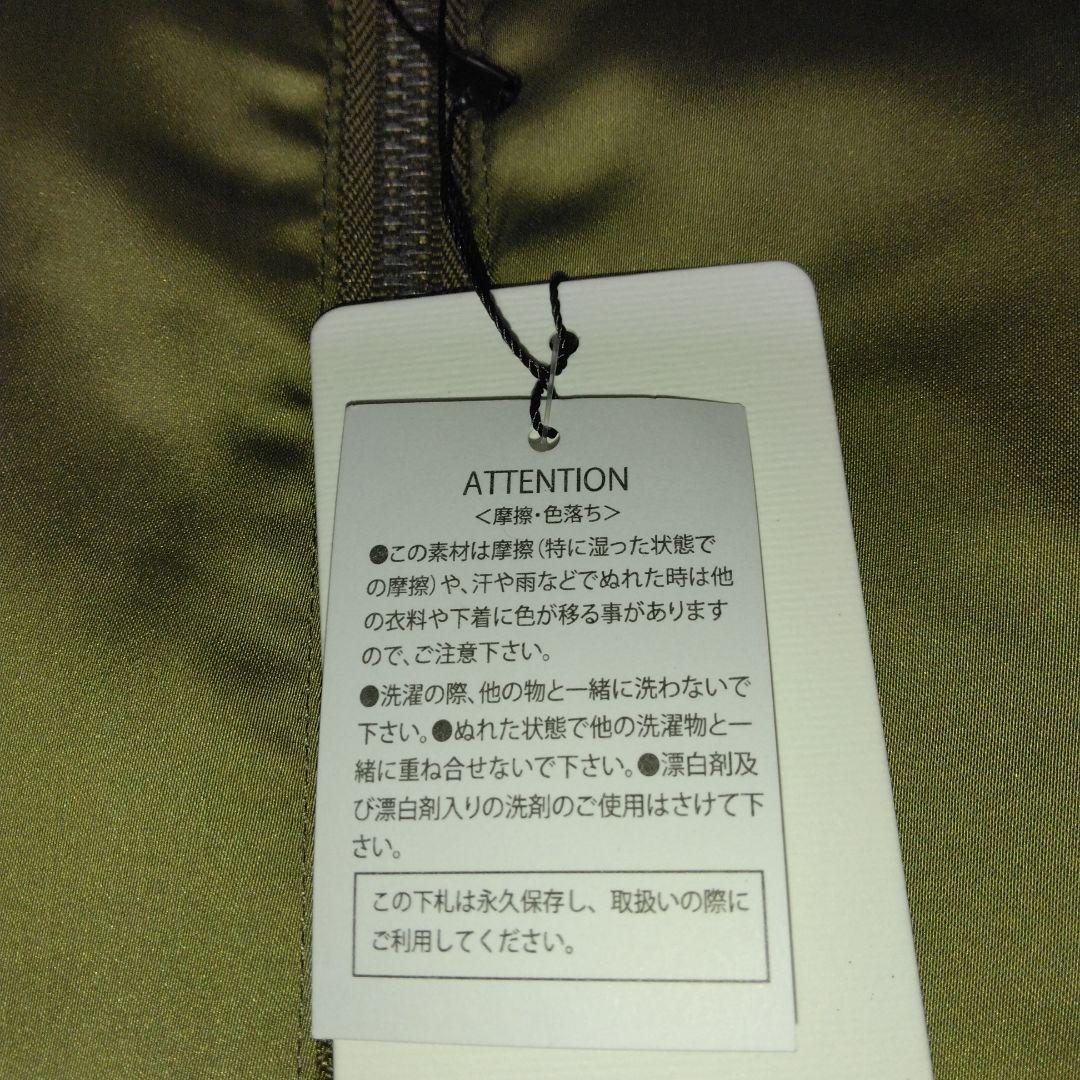 ATTENTION
<摩擦・色落ち>
●この素材は摩擦(特に湿った状態で
の摩擦)や、汗や雨などでぬれた時は他
の衣料や下着に色が移る事があります
ので、ご注意下さい。
●洗濯の際、他の物と一緒に洗わないで
下さい。●ぬれた状態で他の洗濯物と一
緒に重ね合せないで下さい。●漂白剤及
び漂白剤入りの洗剤のご使用はさけて下
さい。
この下札は永久保存し、取扱いの際に
ご利用してください。